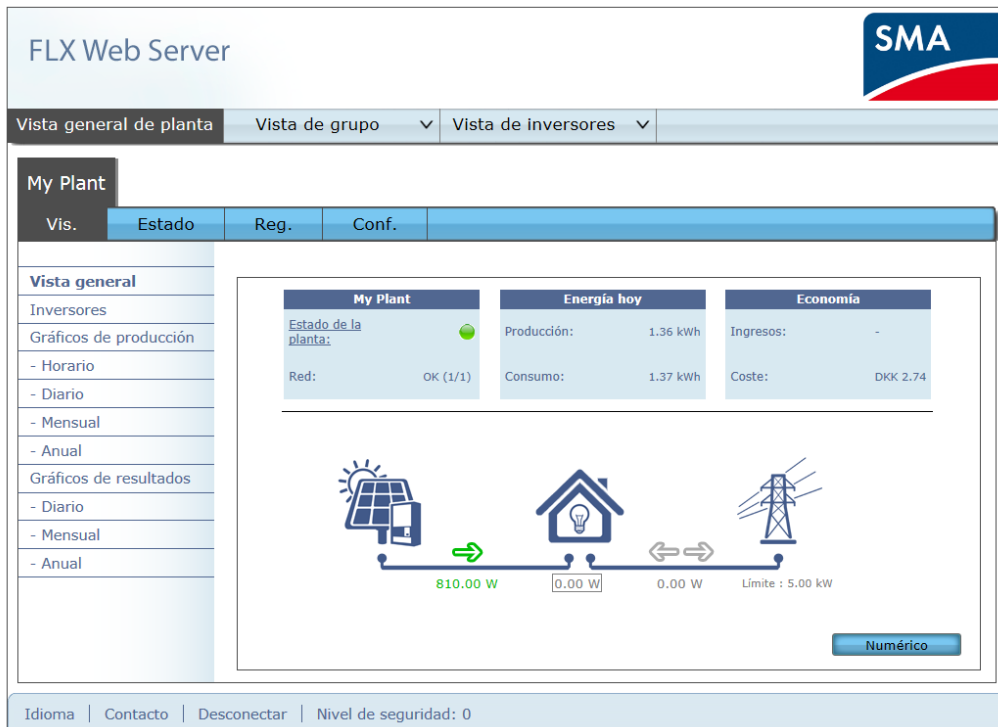 FLX Web Server
SMA
Vista general de planta
Vista de grupo
Vista de inversores
My Plant
Vis.
Estado
Reg.
Conf.
Vista general
Inversores
Gráficos de producción
- Horario
- Diario
- Mensual
- Anual
Gráficos de resultados
- Diario
- Mensual
- Anual
My Plant
Estado de la
planta:
Red: OK (1/1)
Energía hoy
Producción: 1.36 kWh
Consumo: 1.37 kWh
Economía
Ingresos: -
Coste: DKK 2.74
810.00 W
0.00 W
0.00 W
Límite : 5.00 kW
Numérico
Idioma | Contacto | Desconectar | Nivel de seguridad: 0